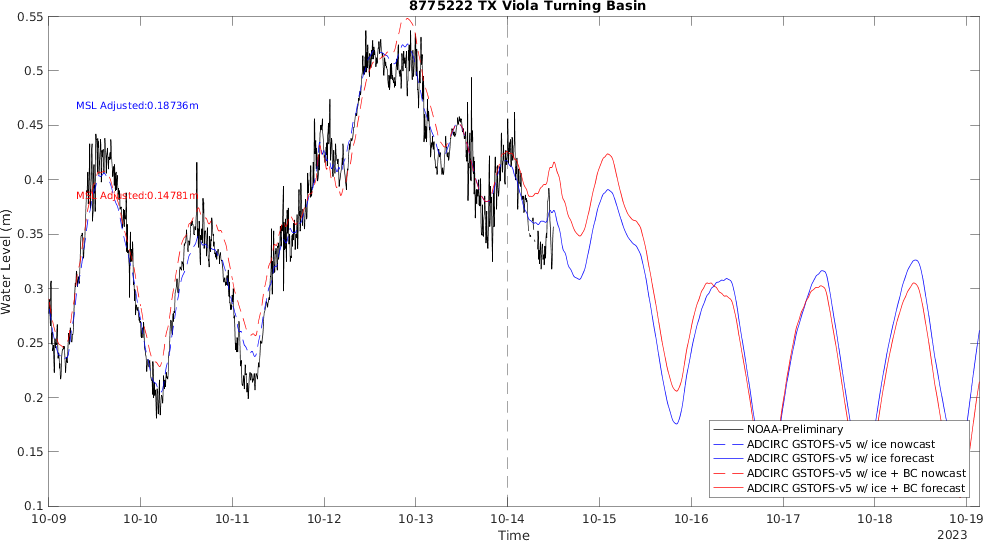 8775222 TX Viola Turning Basin
0.55
0.5
0.45
0.4
0.35
0.3
0.25
0.2
0.15
0.1
Water Level (m)
MSL Adjusted:0.18736m
MSL Adjusted:0.14781m
NOAA-Preliminary
ADCIRC GSTOFS-v5 w/ ice nowcast
ADCIRC GSTOFS-v5 w/ ice forecast
ADCIRC GSTOFS-v5 w/ ice + BC nowcast
ADCIRC GSTOFS-v5 w/ ice + BC forecast
10-09 10-10 10-11 10-12 10-13 10-14 10-15 10-16 10-17 10-18 10-19
Time
2023